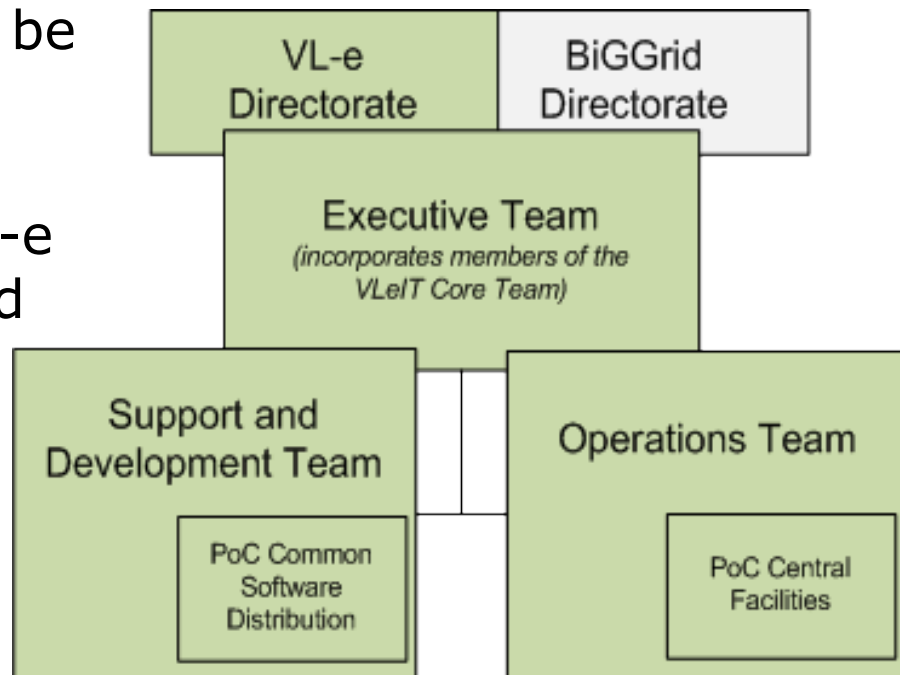 be
VL-e
Directorate
BiGGrid
Directorate
Executive Team
(incorporates members of the
VLeIT Core Team)
-e
d
Support and
Development Team
PoC Common
Software
Distribution
Operations Team
PoC Central
Facilities